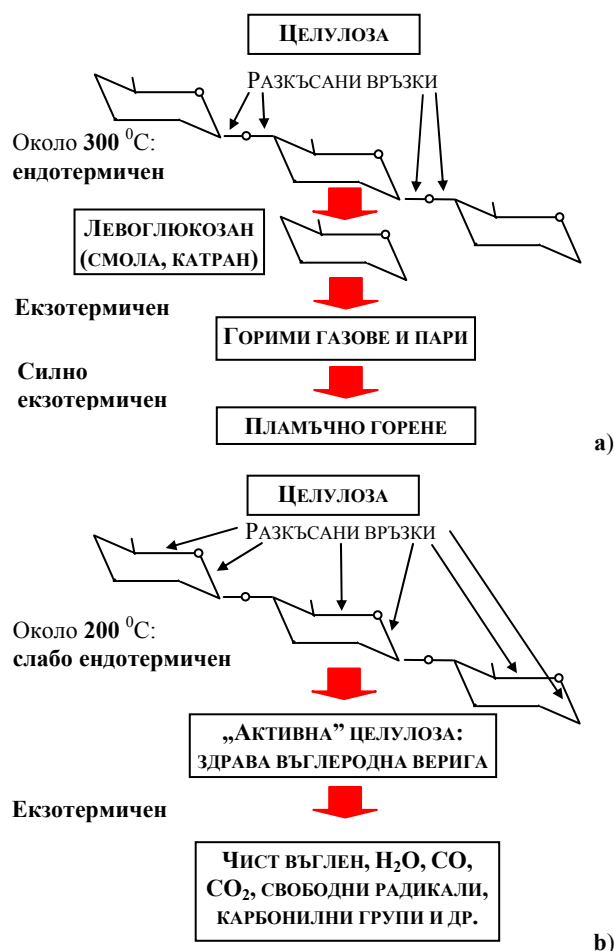 ЦЕЛУЛОЗА
РАЗКЪСАНИ ВРЪЗКИ
Около 300 ⁰C:
ендотермичен
ЛЕВОГЛЮКОЗАН
(СМОЛА, КАТРАН)
Екзотермичен
ГОРИМИ ГАЗОВЕ И ПАРИ
Силно
екзотермичен
ПЛАМЪЧНО ГОРЕНЕ
a)
ЦЕЛУЛОЗА
РАЗКЪСАНИ ВРЪЗКИ
Около 200 ⁰C:
слабо ендотермичен
„АКТИВНА” ЦЕЛУЛОЗА:
ЗДРАВА ВЪГЛЕРОДНА ВЕРИГА
Екзотермичен
ЧИСТ ВЪГЛЕН, H₂O, CO,
CO₂, СВОБОДНИ РАДИКАЛИ,
КАРБОНИЛНИ ГРУПИ И ДР.
b)